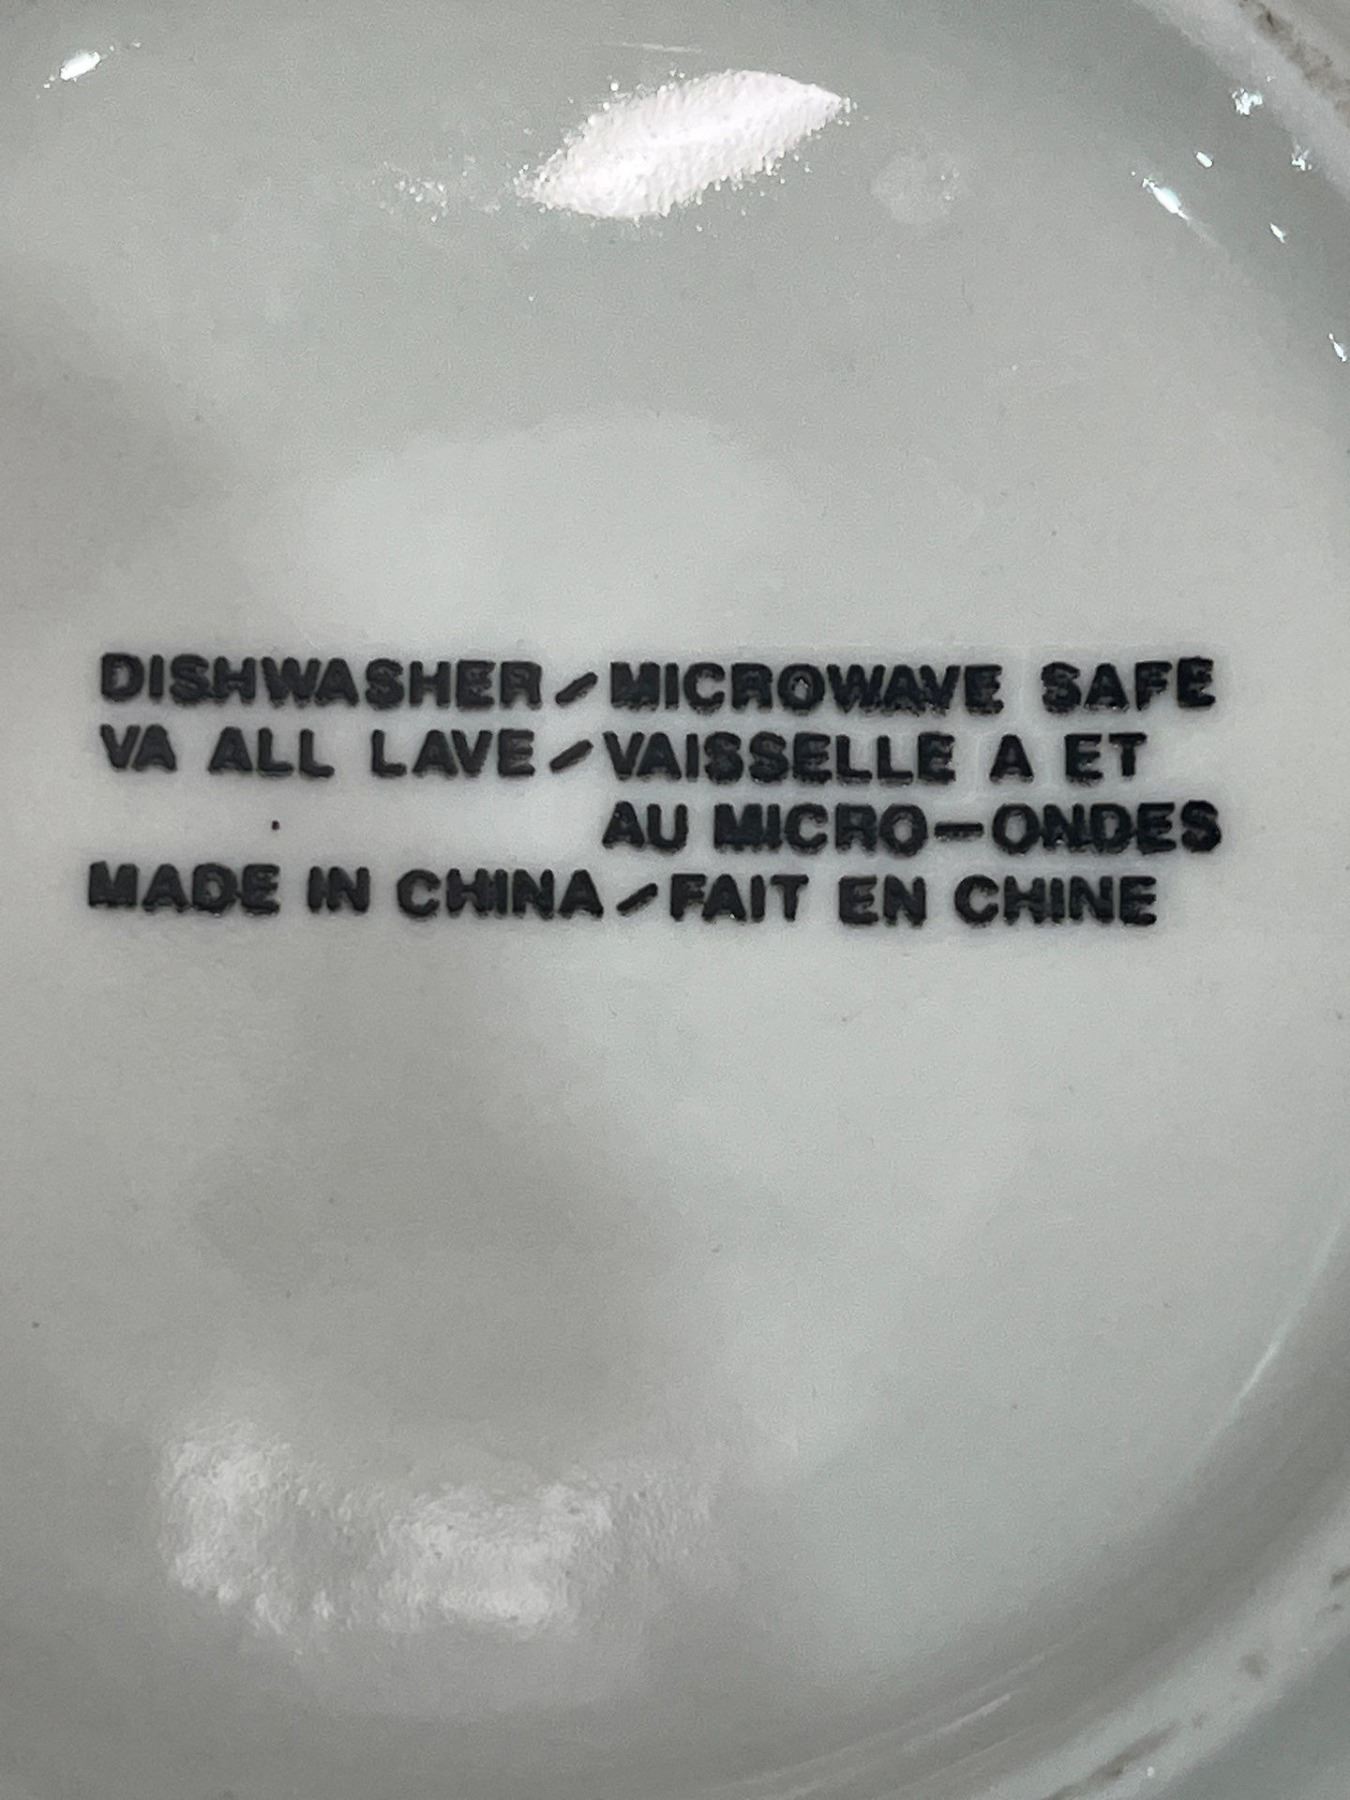 DISHWASHER/MICROWAVE SAFE
VA ALL LAVE/VAISSELLE A ET
AU MICRO-ONDES
MADE IN CHINA/FAIT EN CHINE